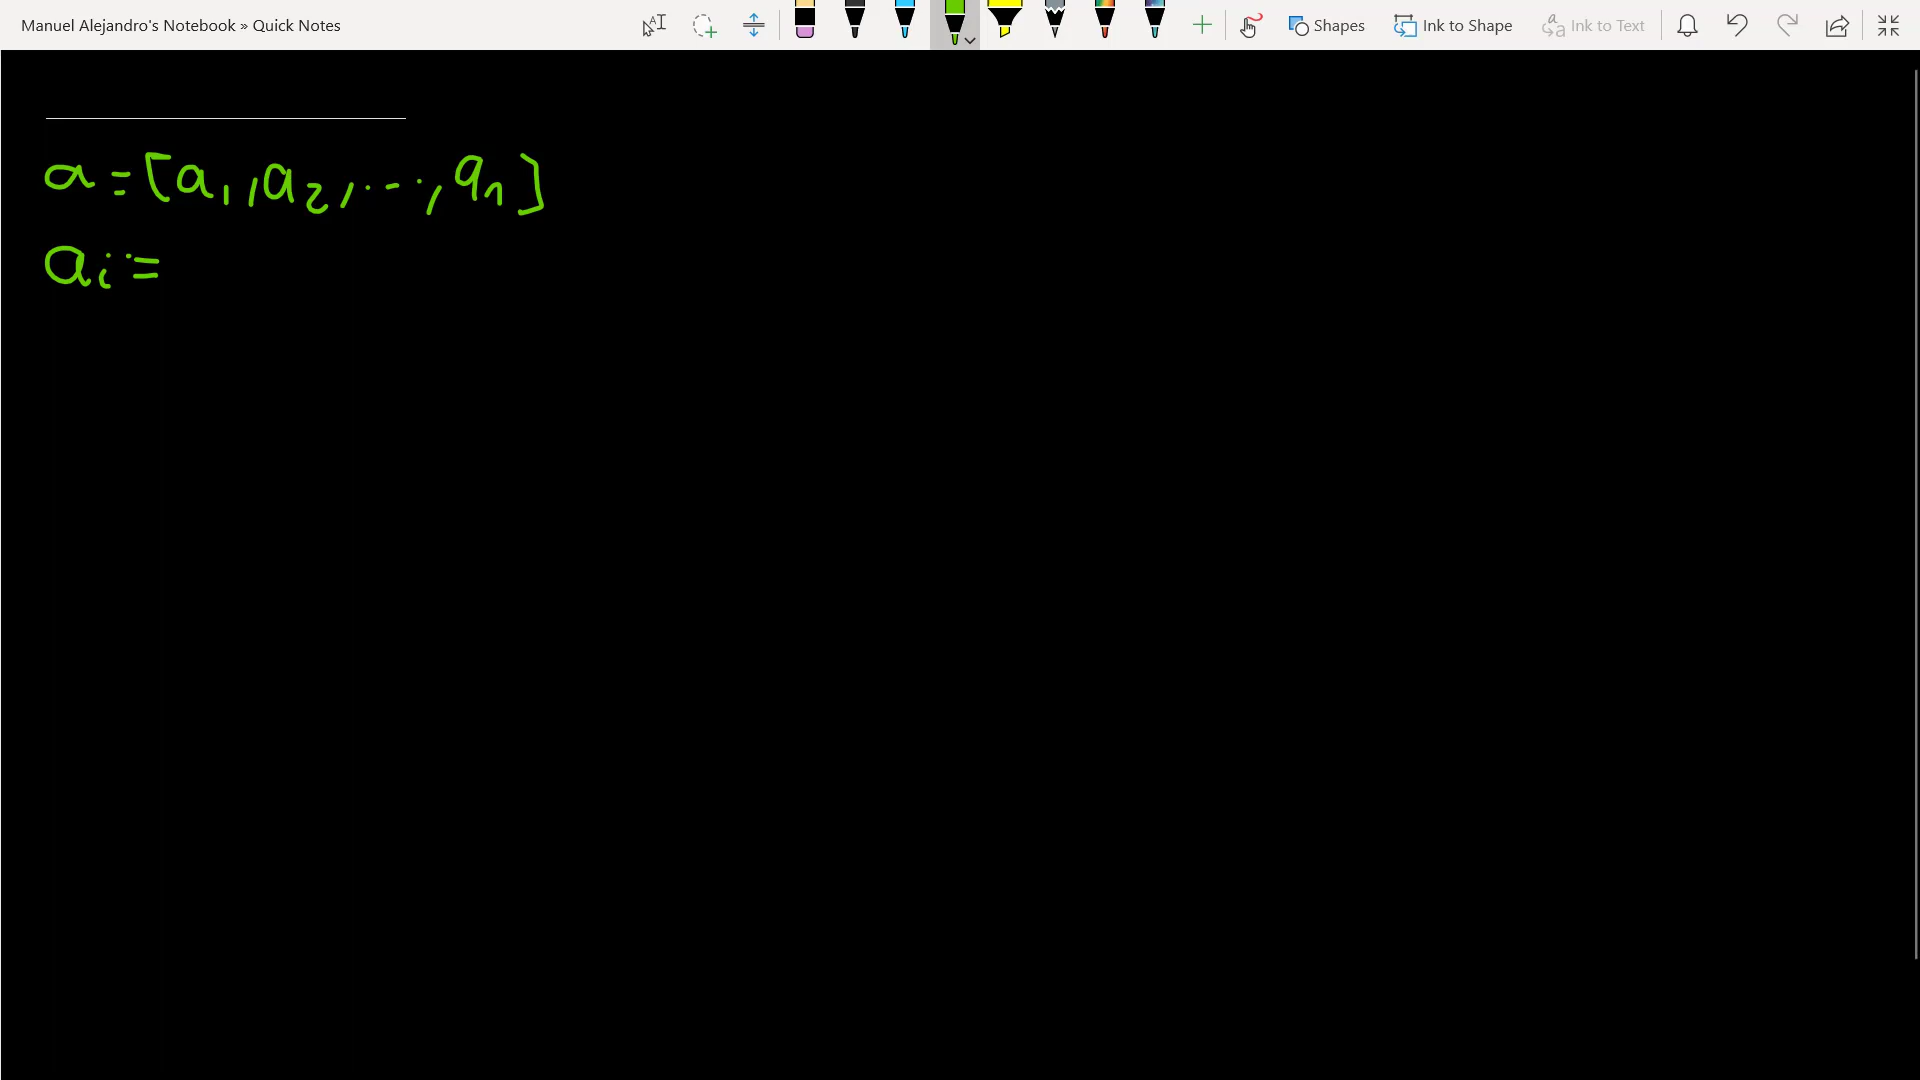 Manuel Alejandro's Notebook » Quick Notes
Shapes
Ink to Shape
Ink to Text
a = [a₁, a₂, ..., aₙ]
aᵢ =